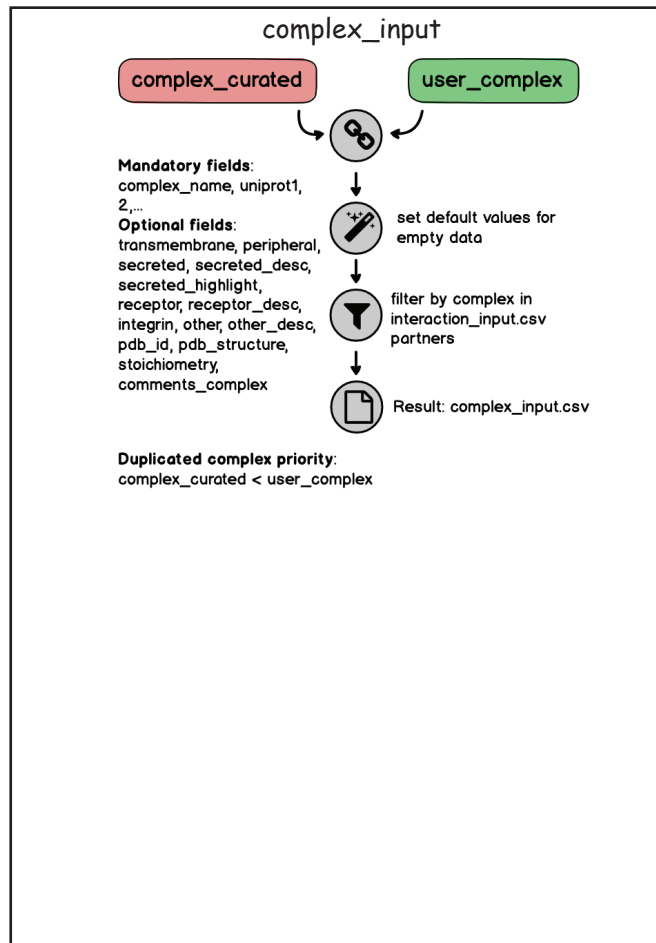 complex_input
complex_curated
user_complex
Mandatory fields:
complex_name, uniprot1,
2,...
Optional fields:
transmembrane, peripheral,
secreted, secreted_desc,
secreted_highlight,
receptor, receptor_desc,
integrin, other, other_desc,
pdb_id, pdb_structure,
stoichiometry,
comments_complex
set default values for
empty data
filter by complex in
interaction_input.csv
partners
Result: complex_input.csv
Duplicated complex priority:
complex_curated < user_complex